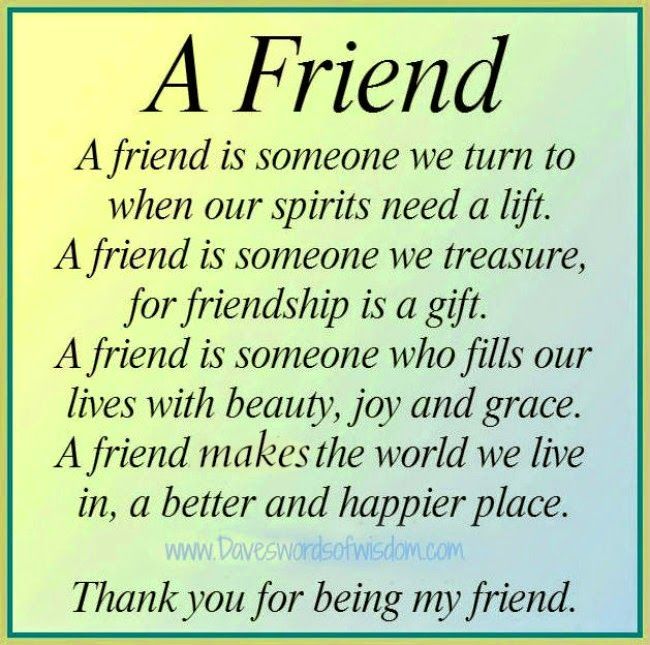 A Friend
A friend is someone we turn to
when our spirits need a lift.
A friend is someone we treasure,
for friendship is a gift.
A friend is someone who fills our
lives with beauty, joy and grace.
A friend makes the world we live
in, a better and happier place.
www.Daveswordsofwisdom.com
Thank you for being my friend.